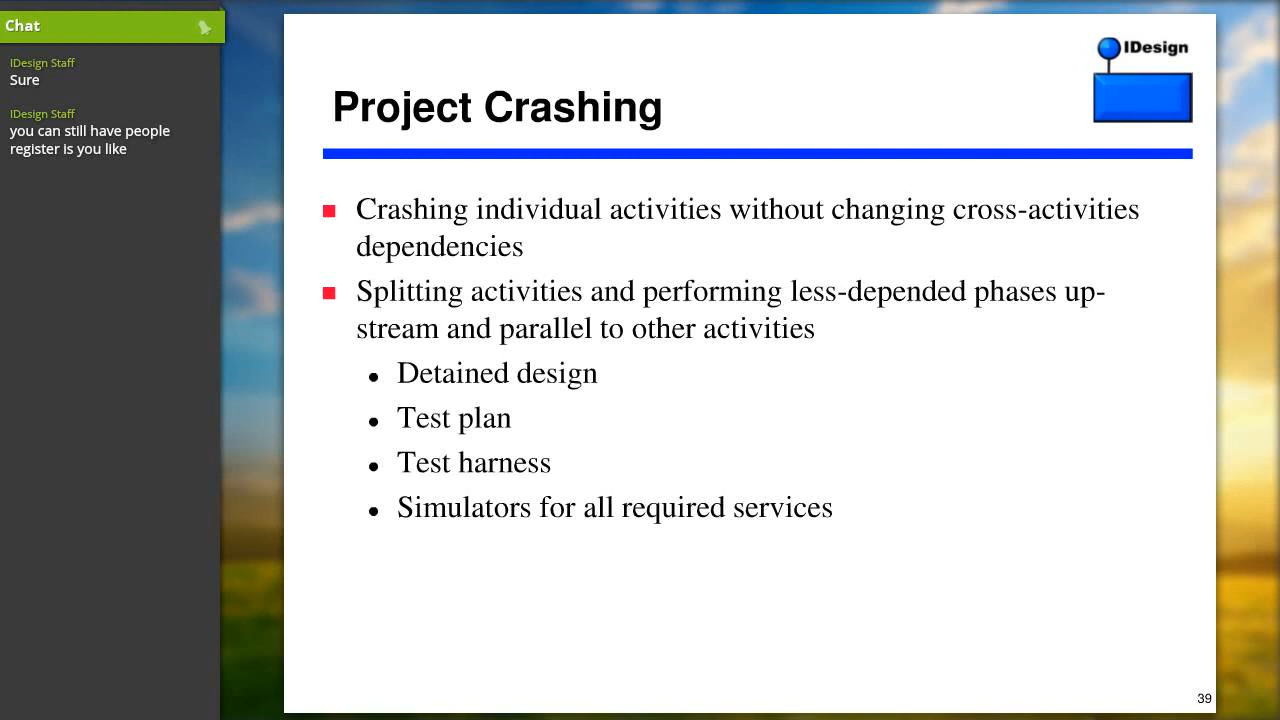 Chat
IDesign Staff
Sure
IDesign Staff
you can still have people
register is you like
IDesign
Project Crashing
Crashing individual activities without changing cross-activities
dependencies
Splitting activities and performing less-depended phases up-
stream and parallel to other activities
Detained design
Test plan
Test harness
Simulators for all required services
39